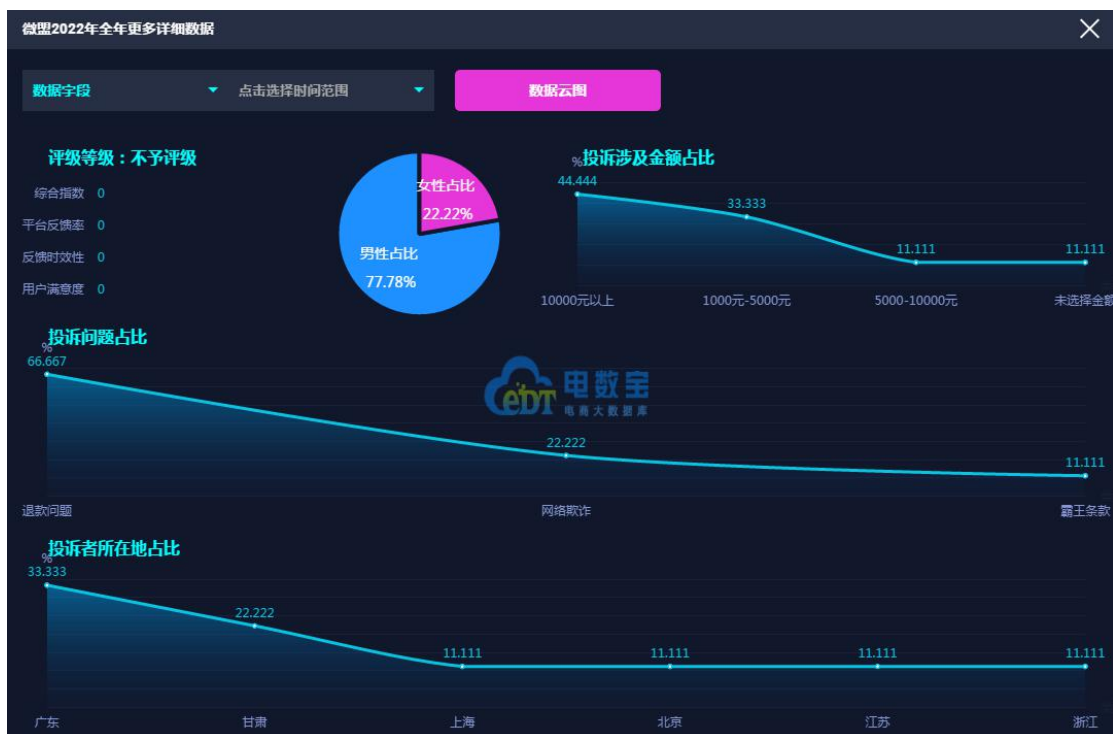 微盟2022年全年更多详细数据
数据字段
点击选择时间范围
数据云图
评级等级：不予评级
综合指数 0
平台反馈率 0
反馈时效性 0
用户满意度 0
女性占比
22.22%
男性占比
77.78%
%
投诉涉及金额占比
44.444
33.333
11.111
11.111
10000元以上
1000元-5000元
5000-10000元
未选择金额
投诉问题占比
%
66.667
22.222
11.111
退款问题
网络欺诈
霸王条款
ebt 电数宝
电商大数据库
投诉者所在地占比
%
33.333
22.222
11.111
11.111
11.111
11.111
广东
甘肃
上海
北京
江苏
浙江